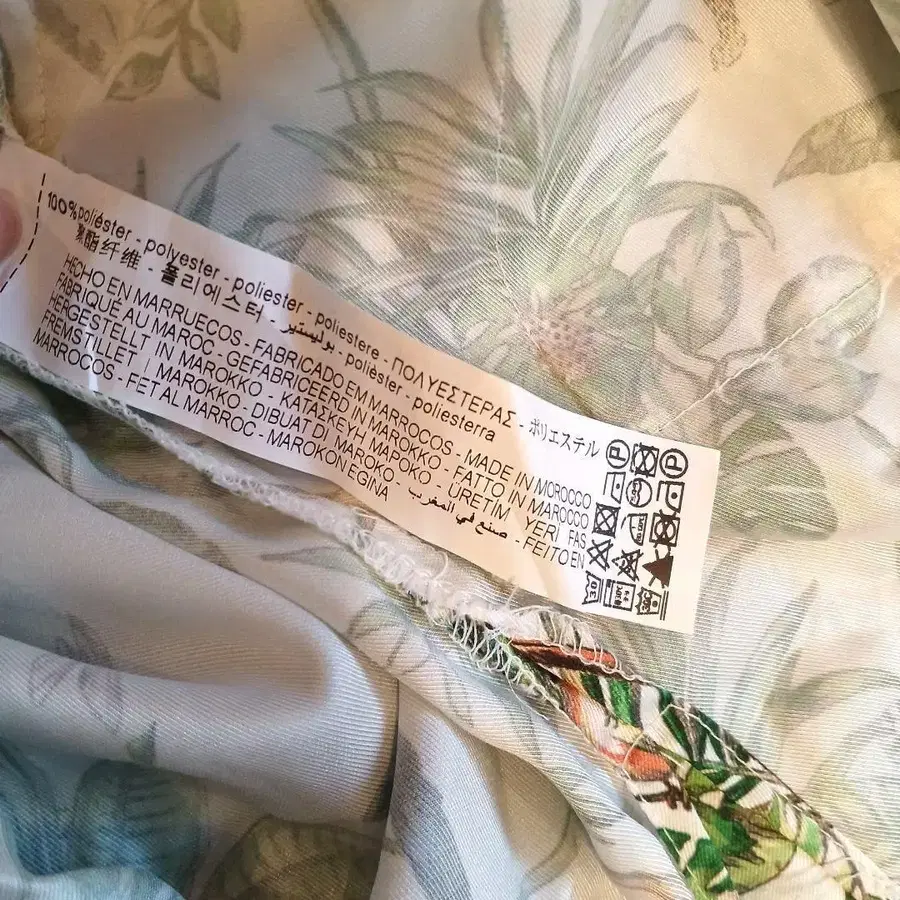 100% poliéster - polyester - poliester - poliestere - ΠΟΛΥΕΣΤΕΡΑΣ - ポリエステル
聚酯纤维 - 폴리에스터 - بوليستير - polièster - poliesterra
HECHO EN MARRUECOS - FABRICADO EM MARROCOS - MADE IN MOROCCO
FABRIQUÉ AU MAROC - GEFABRICEERD IN MAROKKO - FATTO IN MAROCCO
HERGESTELLT IN MAROKKO - ΚΑΤΑΣΚΕΥΗ ΜΑΡΟΚΟ - ÜRETIM YERI FAS
FREMSTILLET I MAROKKO - DIBUAT DI MAROKO - صنع في المغرب - FEITO EN
MARROCOS - FET AL MARROC - MAROKON EGINA